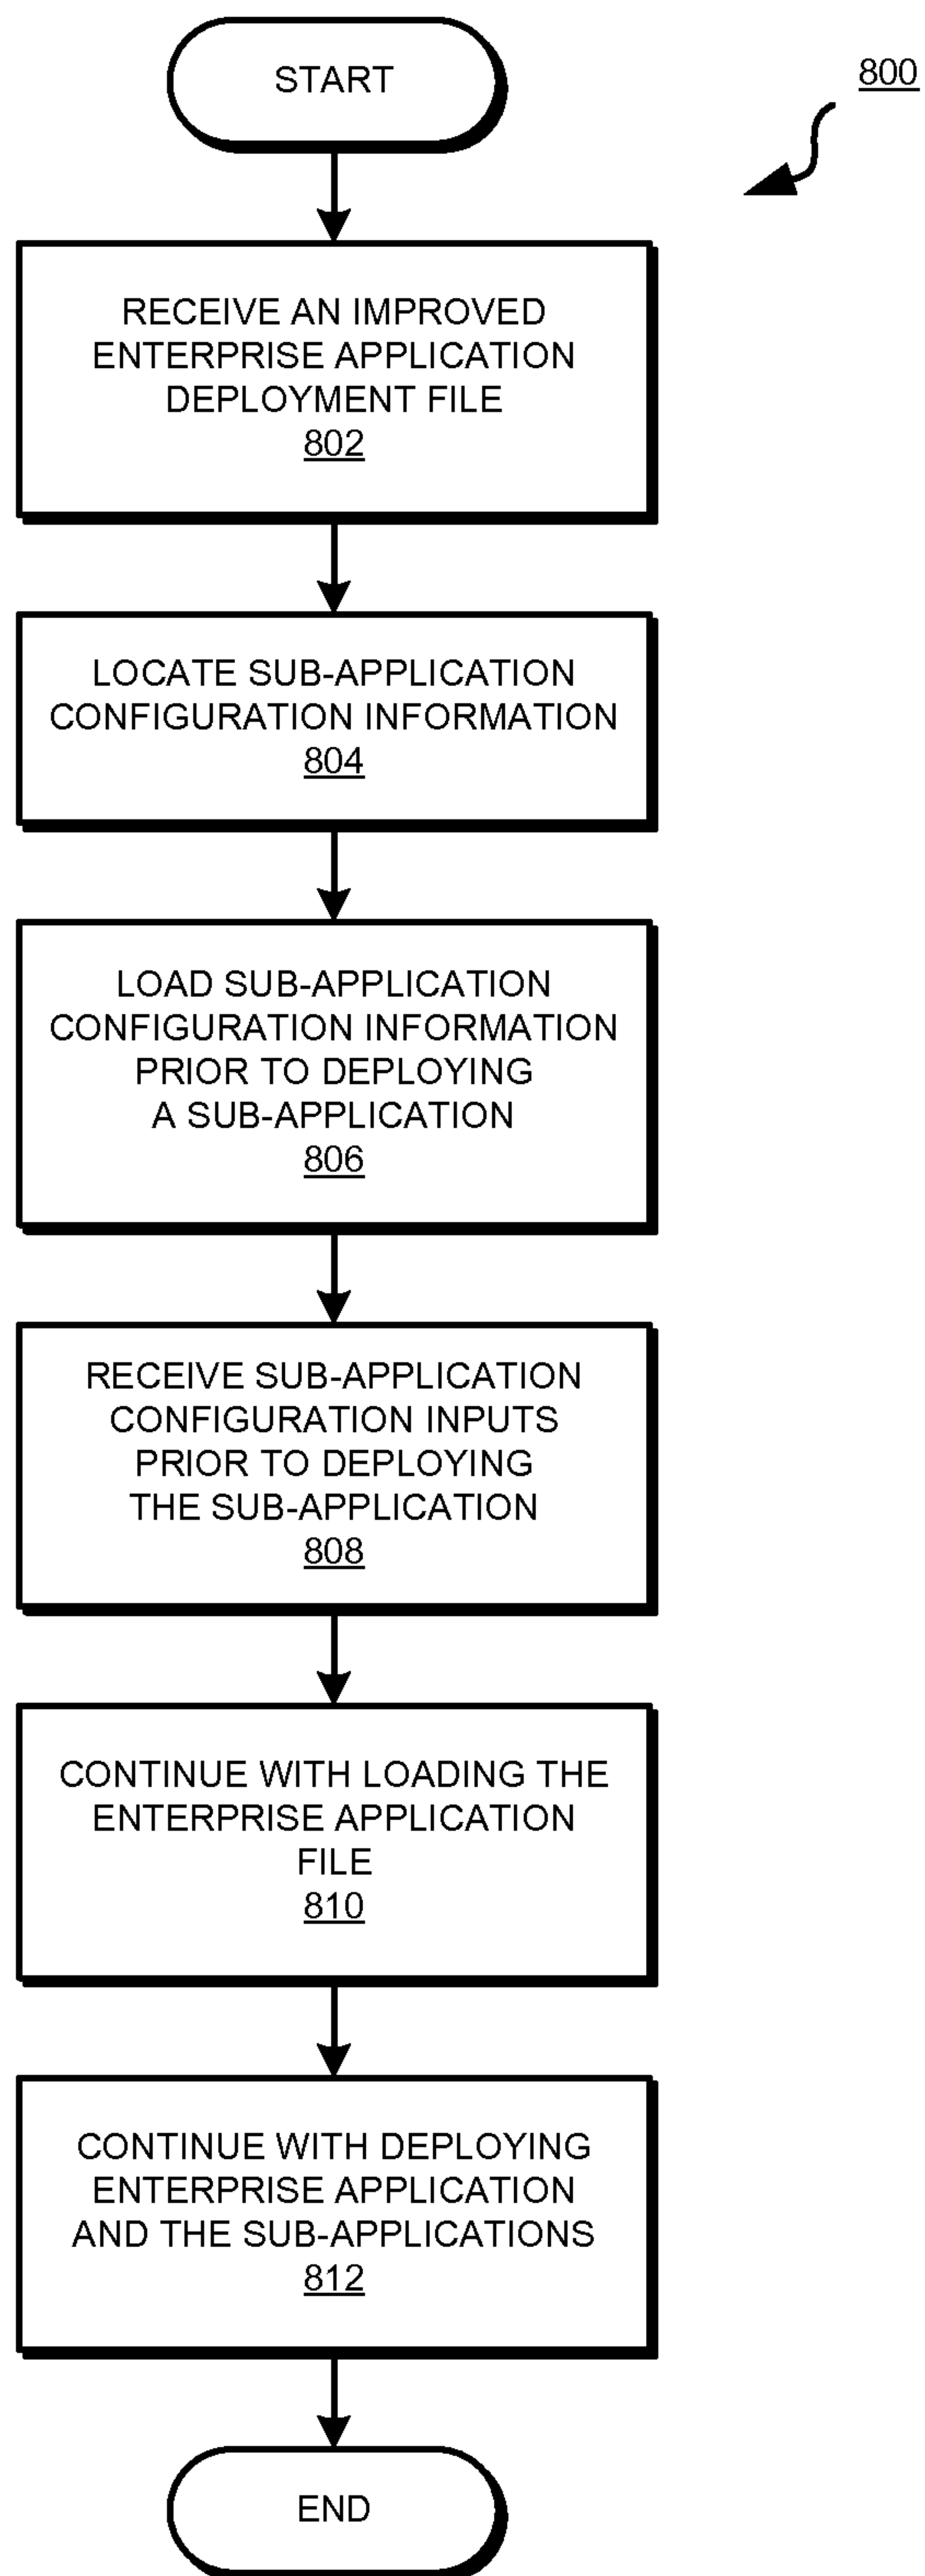 START
800
RECEIVE AN IMPROVED
ENTERPRISE APPLICATION
DEPLOYMENT FILE
802
LOCATE SUB-APPLICATION
CONFIGURATION INFORMATION
804
LOAD SUB-APPLICATION
CONFIGURATION INFORMATION
PRIOR TO DEPLOYING
A SUB-APPLICATION
806
RECEIVE SUB-APPLICATION
CONFIGURATION INPUTS
PRIOR TO DEPLOYING
THE SUB-APPLICATION
808
CONTINUE WITH LOADING THE
ENTERPRISE APPLICATION
FILE
810
CONTINUE WITH DEPLOYING
ENTERPRISE APPLICATION
AND THE SUB-APPLICATIONS
812
END